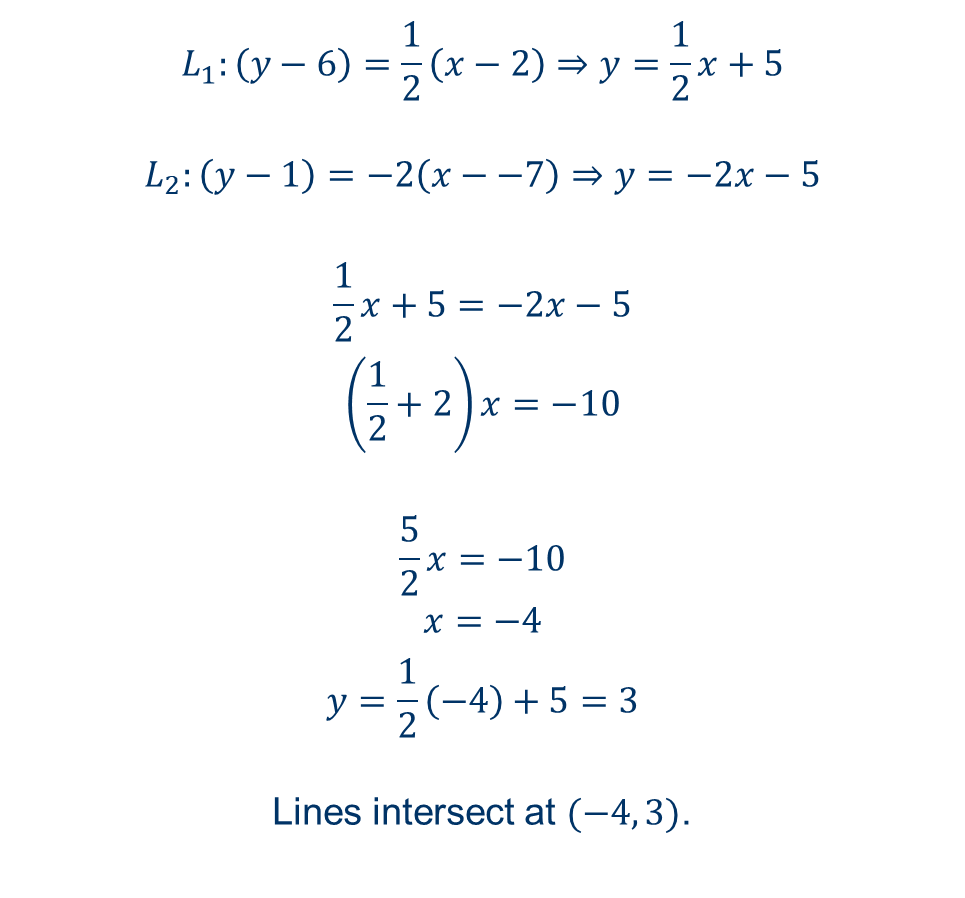 L₁: (y − 6) = 1/2 (x − 2) ⇒ y = 1/2 x + 5
L₂: (y − 1) = −2(x − −7) ⇒ y = −2x − 5
1/2 x + 5 = −2x − 5
(1/2 + 2) x = −10
5/2 x = −10
x = −4
y = 1/2 (−4) + 5 = 3
Lines intersect at (−4, 3).